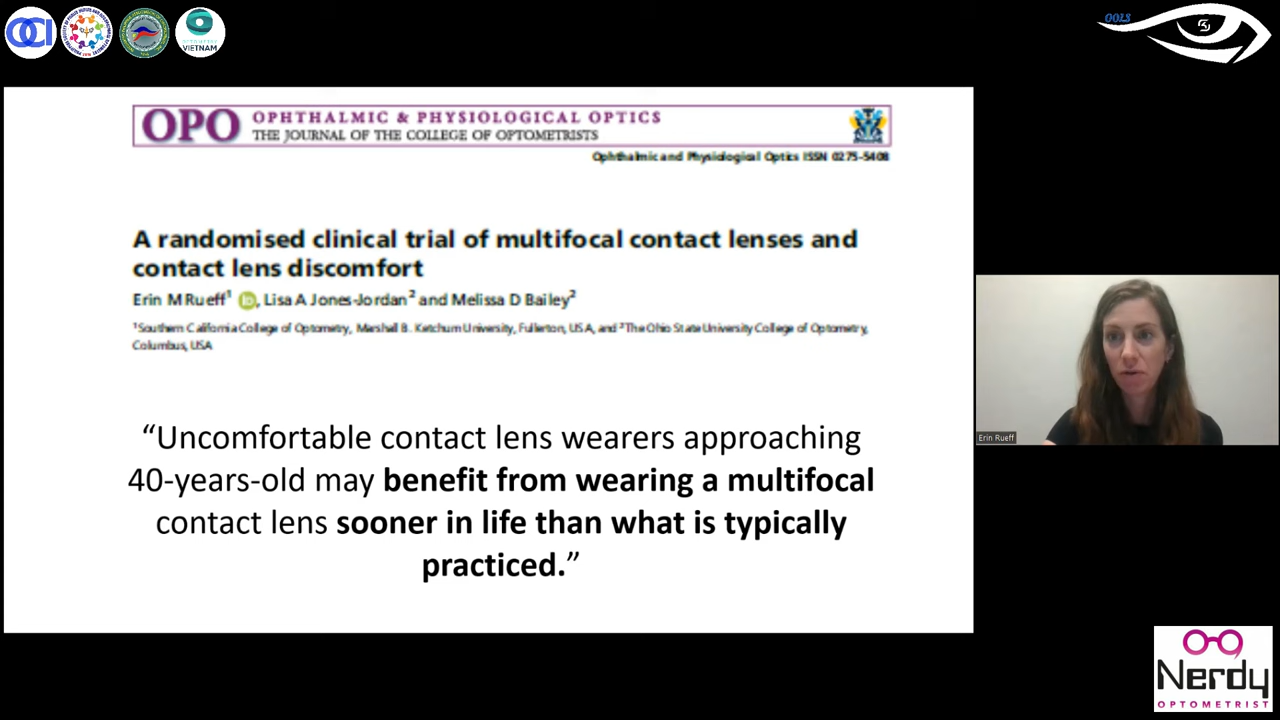 OCI
OPTOMETRY
VIETNAM
OOLS
OPO OPHTHALMIC & PHYSIOLOGICAL OPTICS
THE JOURNAL OF THE COLLEGE OF OPTOMETRISTS
Ophthalmic and Physiological Optics ISSN 0275-5408
A randomised clinical trial of multifocal contact lenses and
contact lens discomfort
Erin M Rueff¹ iD, Lisa A Jones-Jordan² and Melissa D Bailey²
¹Southern California College of Optometry, Marshall B. Ketchum University, Fullerton, USA, and ²The Ohio State University College of Optometry,
Columbus, USA
“Uncomfortable contact lens wearers approaching
40-years-old may benefit from wearing a multifocal
contact lens sooner in life than what is typically
practiced.”
Erin Rueff
Nerdy
OPTOMETRIST